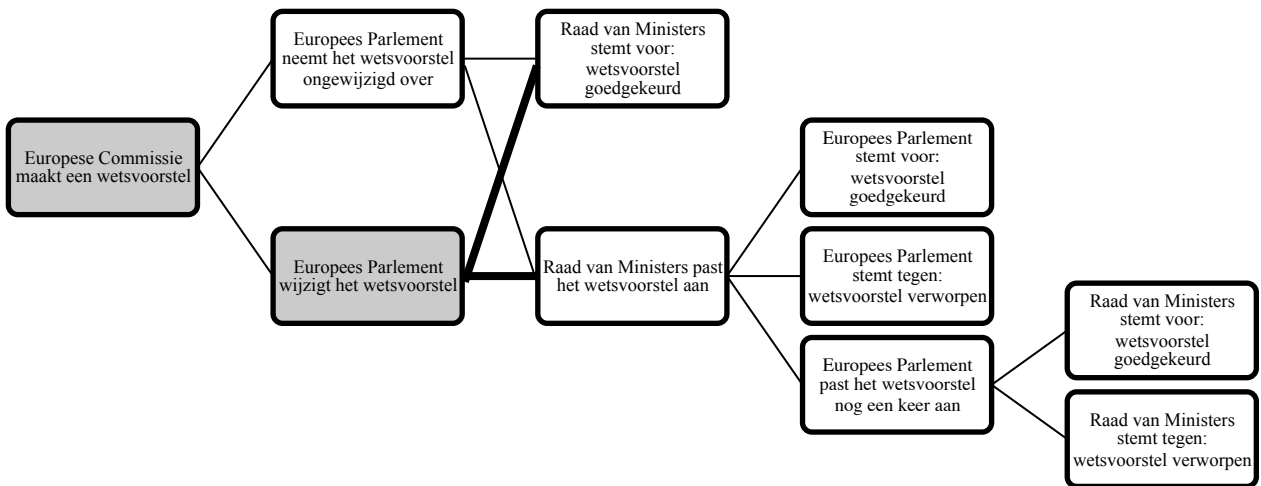 Europese Commissie
maakt een wetsvoorstel
Europees Parlement
neemt het wetsvoorstel
ongewijzigd over
Europees Parlement
wijzigt het wetsvoorstel
Raad van Ministers
stemt voor:
wetsvoorstel
goedgekeurd
Raad van Ministers past
het wetsvoorstel aan
Europees Parlement
stemt voor:
wetsvoorstel
goedgekeurd
Europees Parlement
stemt tegen:
wetsvoorstel verworpen
Europees Parlement
past het wetsvoorstel
nog een keer aan
Raad van Ministers
stemt voor:
wetsvoorstel
goedgekeurd
Raad van Ministers
stemt tegen:
wetsvoorstel verworpen